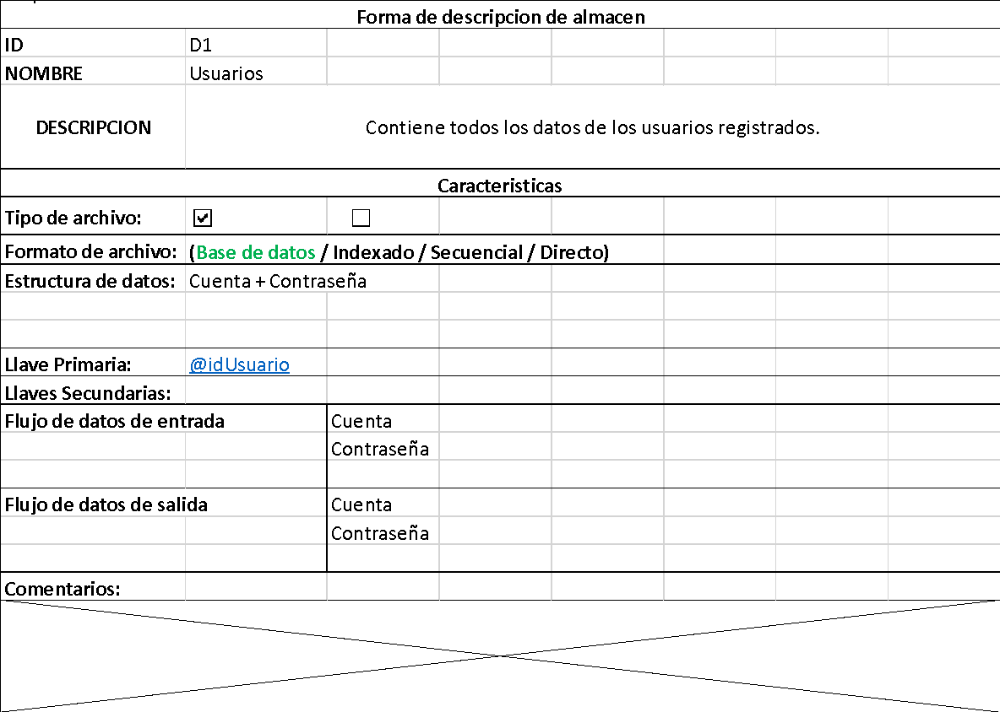 Forma de descripcion de almacen
ID D1
NOMBRE Usuarios
DESCRIPCION Contiene todos los datos de los usuarios registrados.
Caracteristicas
Tipo de archivo:
Formato de archivo: (Base de datos / Indexado / Secuencial / Directo)
Estructura de datos: Cuenta + Contraseña
Llave Primaria: @idUsuario
Llaves Secundarias:
Flujo de datos de entrada Cuenta
Contraseña
Flujo de datos de salida Cuenta
Contraseña
Comentarios: